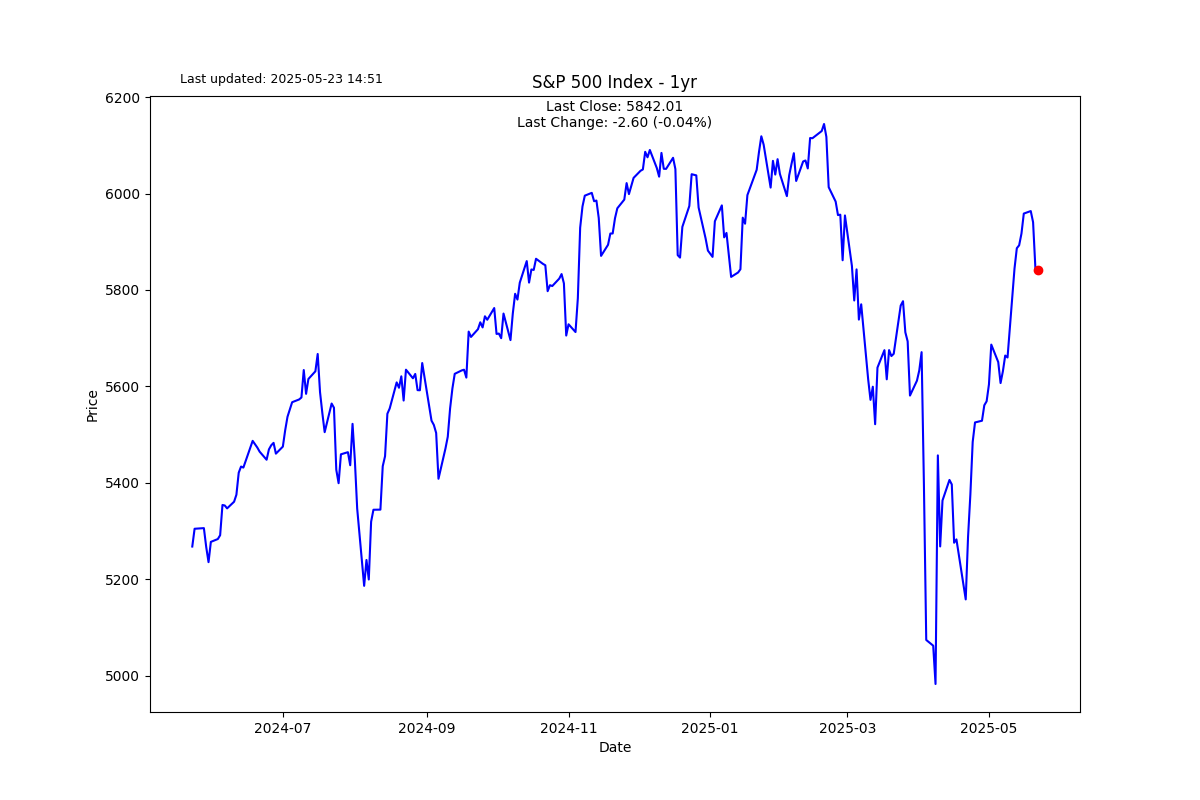 Last updated: 2025-05-23 14:51
S&P 500 Index - 1yr
Last Close: 5842.01
Last Change: -2.60 (-0.04%)
6200
6000
5800
5600
5400
5200
5000
Price
2024-07
2024-09
2024-11
2025-01
2025-03
2025-05
Date